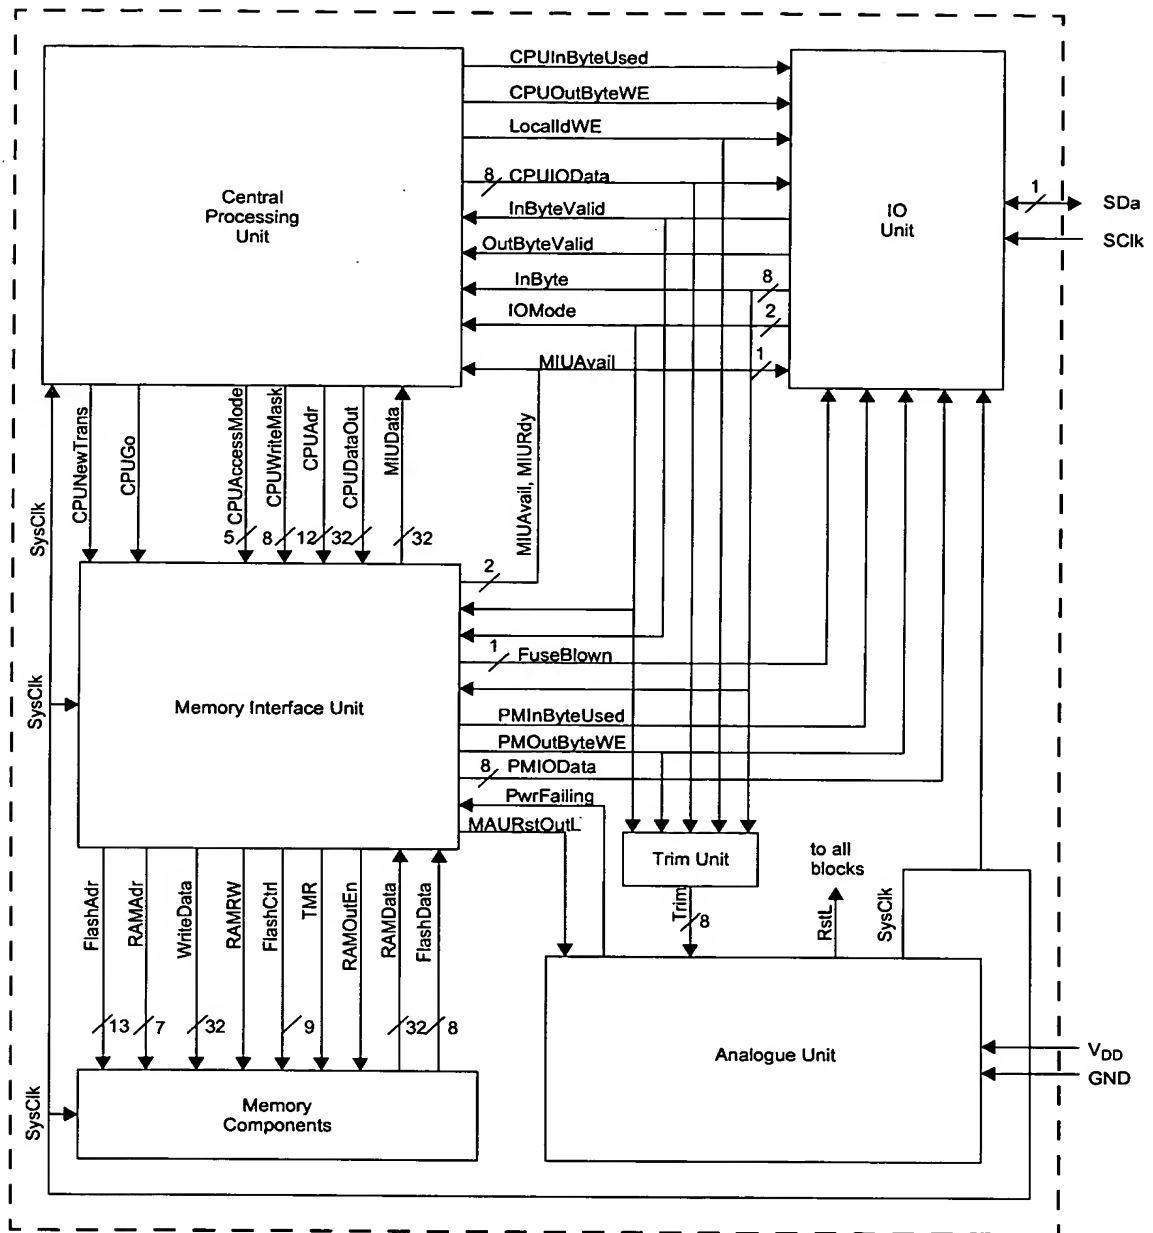 CPUInByteUsed
CPUOutByteWE
LocalIdWE
8 CPUIOData
InByteValid
OutByteValid
InByte 8
IOMode 2
MIUAvail 1
Central
Processing
Unit
IO
Unit
1 SDa
SClk
SysClk
CPUNewTrans
CPUGo
CPUAccessMode
CPUWriteMask
CPUAdr
CPUDataOut
MIUData
MIUAvail, MIURdy
5 8 12 32 32
2
1 FuseBlown
SysClk
Memory Interface Unit
PMInByteUsed
PMOutByteWE
8 PMIOData
PwrFailing
MAURstOutL
Trim Unit
to all
blocks
FlashAdr
RAMAdr
WriteData
RAMRW
FlashCtrl
TMR
RAMOutEn
RAMData
FlashData
Trim
8
RstL
SysClk
13 7 32 9 32 8
Analogue Unit
VDD
GND
SysClk
Memory
Components